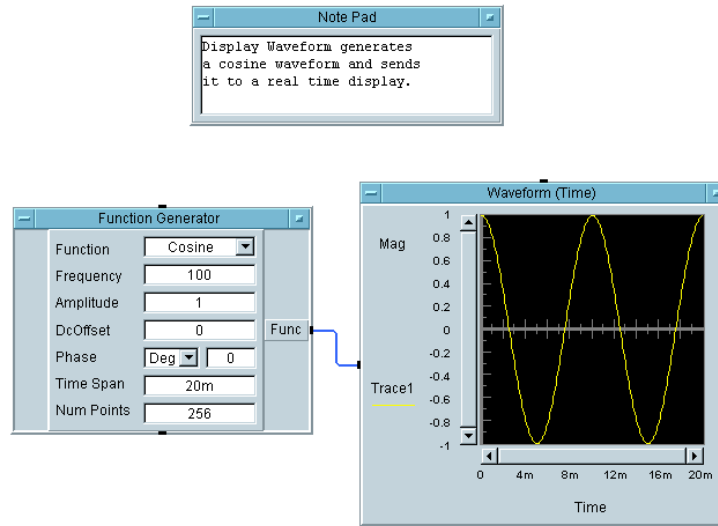 Note Pad
Display Waveform generates
a cosine waveform and sends
it to a real time display.
Function Generator
Function Cosine
Frequency 100
Amplitude 1
DcOffset 0
Phase Deg 0
Time Span 20m
Num Points 256
Func
Waveform (Time)
Mag
Trace1
1
0.8
0.6
0.4
0.2
0
-0.2
-0.4
-0.6
-0.8
-1
0 4m 8m 12m 16m 20m
Time